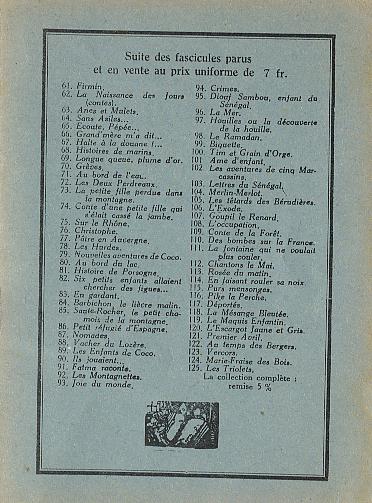 Suite des fascicules parus
et en vente au prix uniforme de 7 fr.
61. Firmin.
62. La Naissance des jours
(contes).
63. Anes et Mulets.
64. Sans Asiles...
65. Ecoute, Pépée...
66. Grand'mère m'a dit...
67. Halte à la douane !...
68. Histoires de marins.
69. Longue queue, plume d'or.
70. Grèves.
71. Au bord de l'eau.
72. Les Deux Perdreaux.
73. La petite fille perdue dans
la montagne.
74. Conte d'une petite fille qui
s'était cassé la jambe.
75. Sur le Rhône.
76. Christophe.
77. Pâtre en Auvergne.
78. Les Hurdes.
79. Nouvelles aventures de Coco.
80. Au bord du lac.
81. Histoire de Porsogne.
82. Six petits enfants allaient
chercher des figues...
83. En gardant.
84. Barbichon, le lièvre malin.
85. Saute-Rocher, le petit cha-
mois de la montagne.
86. Petit réfugié d'Espagne.
87. Nomades.
88. Vacher du Lozère.
89. Les Enfants de Coco.
90. Ils jouaient...
91. Fatma raconte.
92. Les Montagnettes.
93. Joie du monde.
94. Crimes.
95. Diouf Sambou, enfant du
Sénégal.
96. La Mer.
97. Houilles ou la découverte
de la houille.
98. Le Ramadan.
99. Biquette.
100. Tim et Grain d'Orge.
101. Ame d'enfant.
102. Les aventures de cinq Mar-
cassins.
103. Lettres du Sénégal.
104. Merlin-Merlot.
105. Les têtards des Bérudières.
106. L'Exode.
107. Goupil le Renard.
108. L'occupation.
109. Conte de la Forêt.
110. Des bombes sur la France.
111. La fontaine qui ne voulait
plus couler.
112. Chantons le Mai.
113. Rosée du matin.
114. En faisant rouler sa noix.
115. Purs mensonges.
116. Pike la Perche.
117. Déportés.
118. La Mésange Bleutée.
119. Le Maquis Enfantin.
120. L'Escargot Jaune et Gris.
121. Premier Avril.
122. Au temps des Bergers.
123. Vercors.
124. Marie-Fraise des Bois.
125. Les Triolets.
La collection complète :
remise 5 %